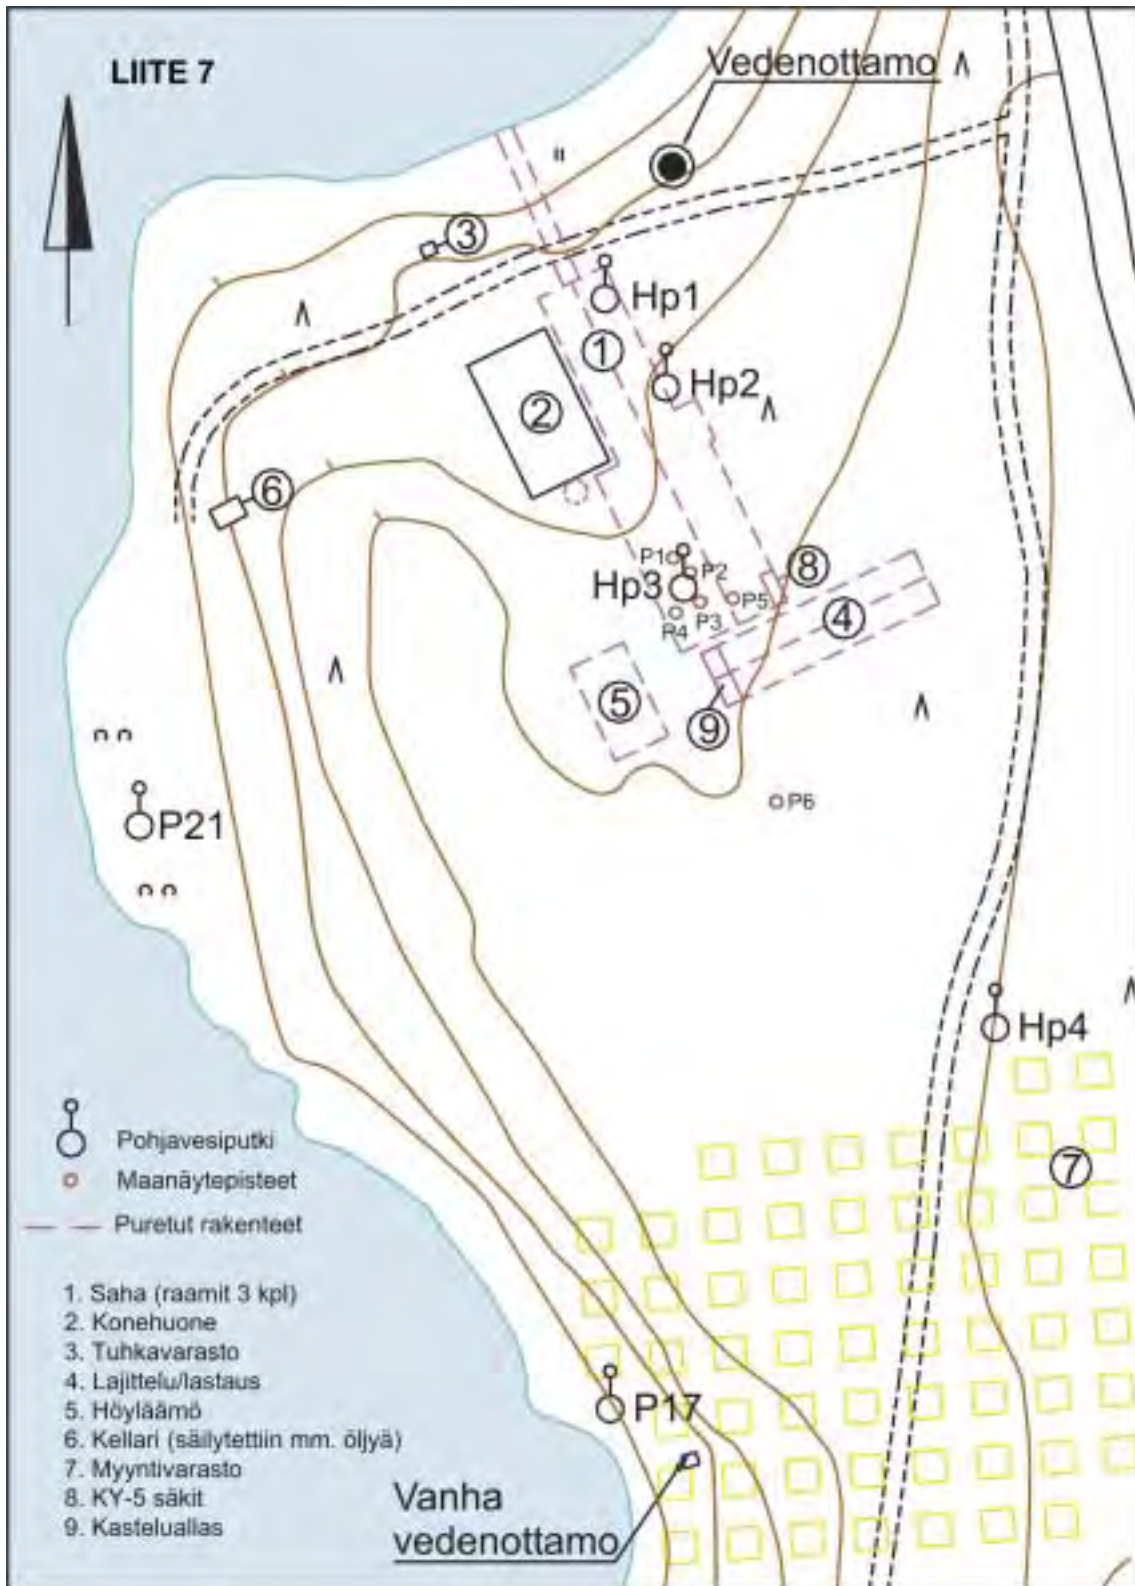 LIITE 7
Vedenottamo
3
Hp1
1
Hp2
2
6
P1
P2
Hp3
P3
P4
P5
8
4
5
9
P6
P21
Hp4
7
Pohjavesiputki
Maanäytepisteet
Puretut rakenteet
1. Saha (raamit 3 kpl)
2. Konehuone
3. Tuhkavarasto
4. Lajittelu/lastaus
5. Höyläämö
6. Kellari (säilytettiin mm. öljyä)
7. Myyntivarasto
8. KY-5 säkit
9. Kasteluallas
P17
Vanha
vedenottamo